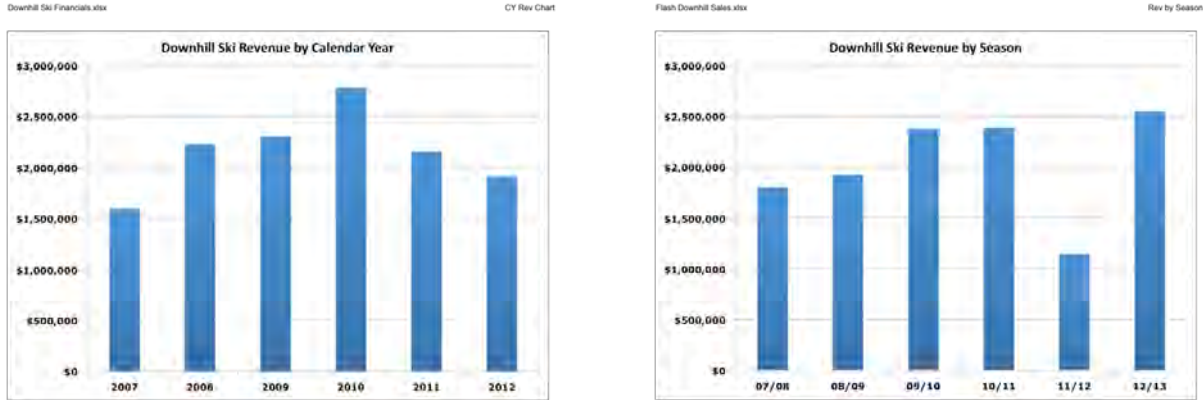 Downhill Ski Financials.xlsx
CY Rev Chart
Downhill Ski Revenue by Calendar Year
$3,000,000
$2,500,000
$2,000,000
$1,500,000
$1,000,000
$500,000
$0
2007 2008 2009 2010 2011 2012
Flash Downhill Sales.xlsx
Rev by Season
Downhill Ski Revenue by Season
$3,000,000
$2,500,000
$2,000,000
$1,500,000
$1,000,000
$500,000
$0
07/08 08/09 09/10 10/11 11/12 12/13